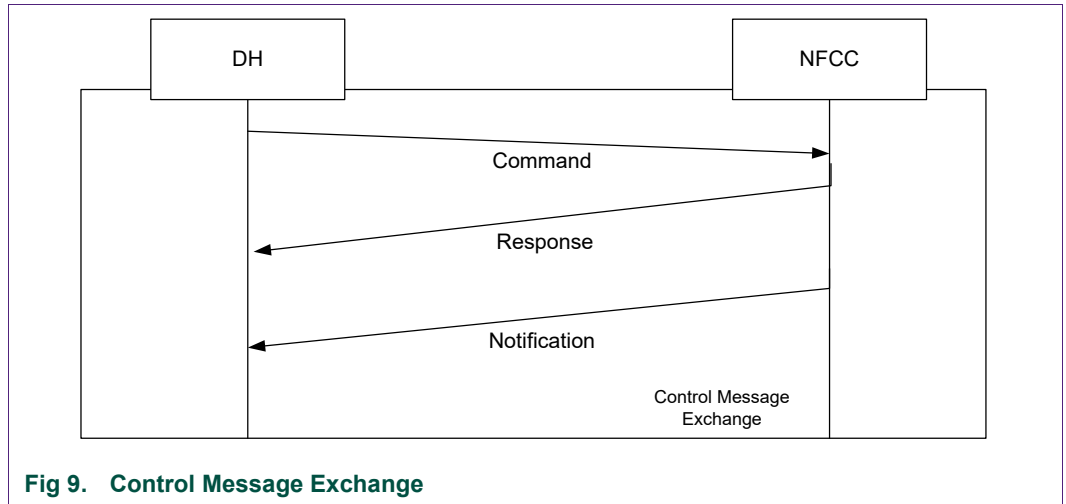 DH
NFCC
Command
Response
Notification
Control Message
Exchange
Fig 9. Control Message Exchange